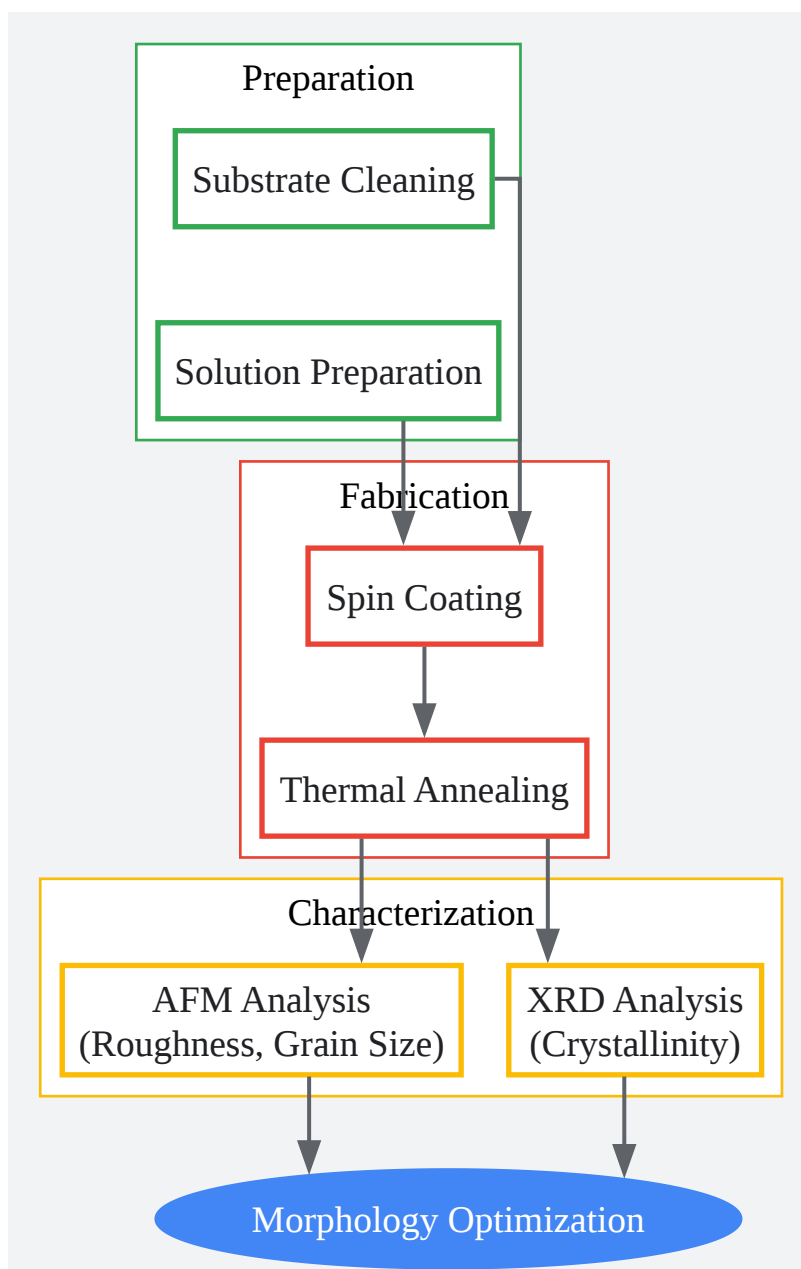 Preparation
Substrate Cleaning
Solution Preparation
Fabrication
Spin Coating
Thermal Annealing
Characterization
AFM Analysis
(Roughness, Grain Size)
XRD Analysis
(Crystallinity)
Morphology Optimization